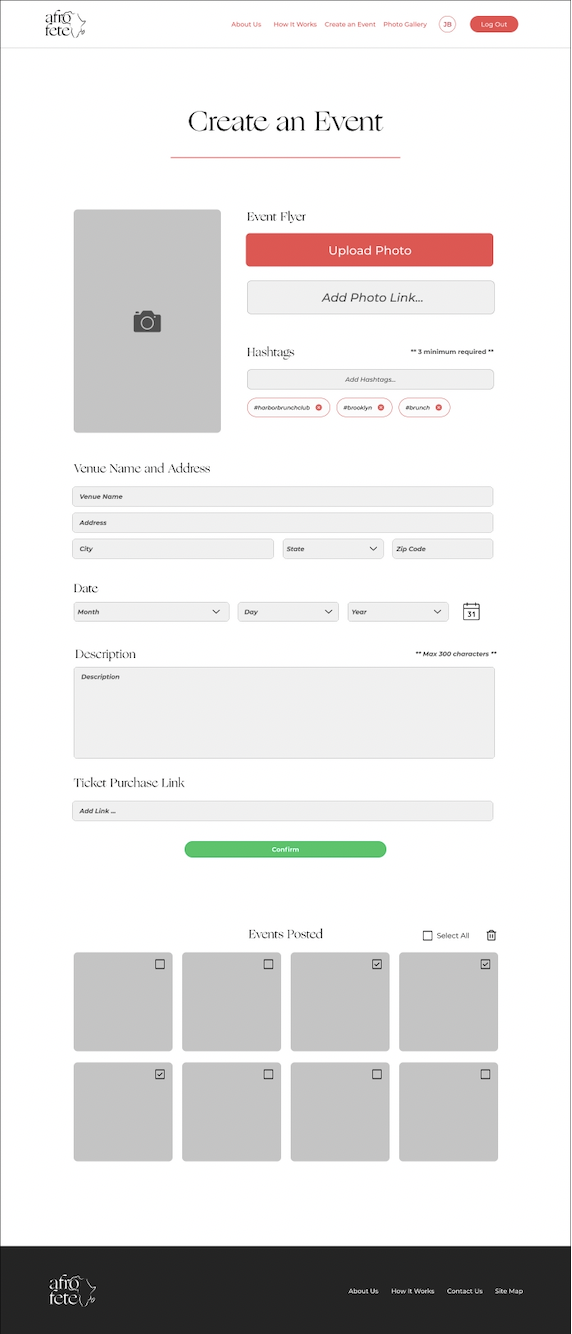 afro
fete
About Us How It Works Create an Event Photo Gallery JB Log Out
Create an Event
Event Flyer
Upload Photo
Add Photo Link...
Hashtags ** 3 minimum required **
Add Hashtags...
#harborbrunchclub #brooklyn #brunch
Venue Name and Address
Venue Name
Address
City State Zip Code
Date
Month Day Year 31
Description ** Max 300 characters **
Description
Ticket Purchase Link
Add Link ...
Confirm
Events Posted Select All
afro
fete
About Us How It Works Contact Us Site Map